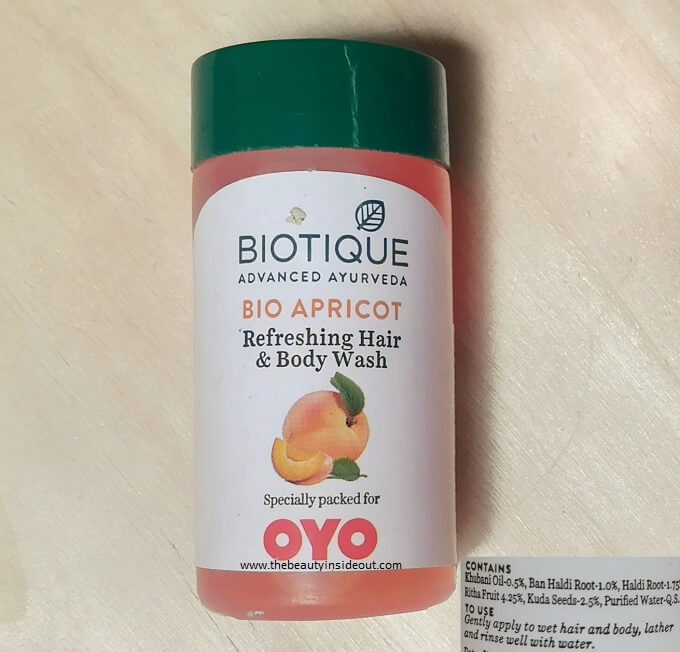 BIOTIQUE
ADVANCED AYURVEDA
BIO APRICOT
Refreshing Hair
& Body Wash
Specially packed for
OYO
www.thebeautyinsideout.com
CONTAINS
Khubani Oil-0.5%, Ban Haldi Root-1.0%, Haldi Root-1.75
Ritha Fruit 4.25%, Kuda Seeds-2.5%, Purified Water-Q.S.
TO USE
Gently apply to wet hair and body, lather
and rinse well with water.